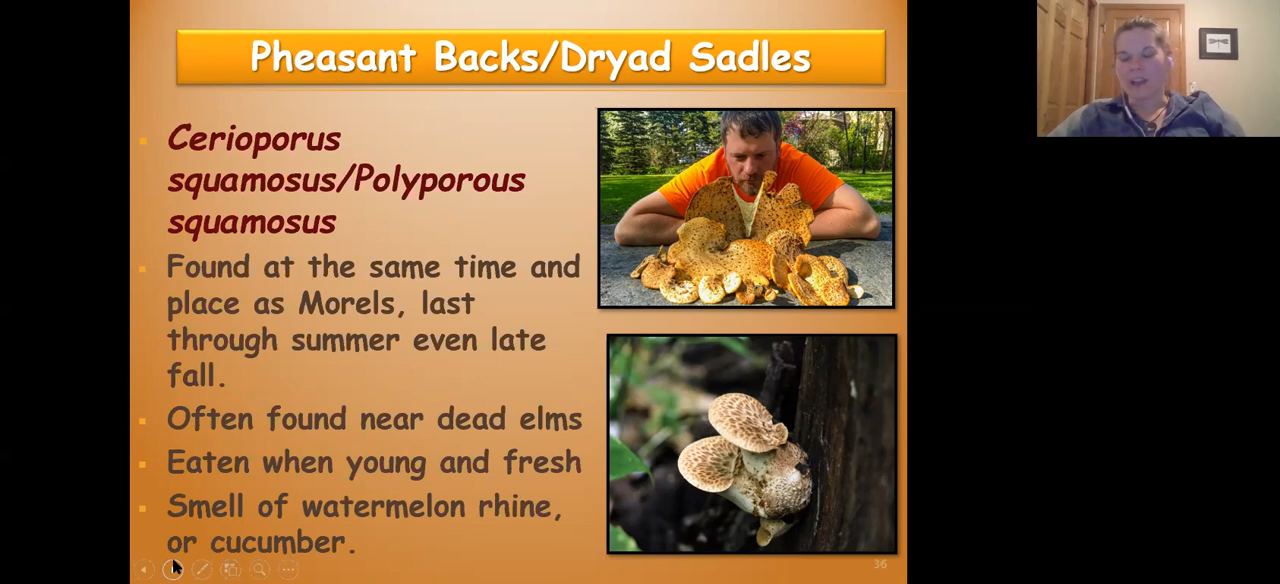 Pheasant Backs/Dryad Sadles
Cerioporus
squamosus/Polyporous
squamosus
Found at the same time and
place as Morels, last
through summer even late
fall.
Often found near dead elms
Eaten when young and fresh
Smell of watermelon rhine,
or cucumber.
36